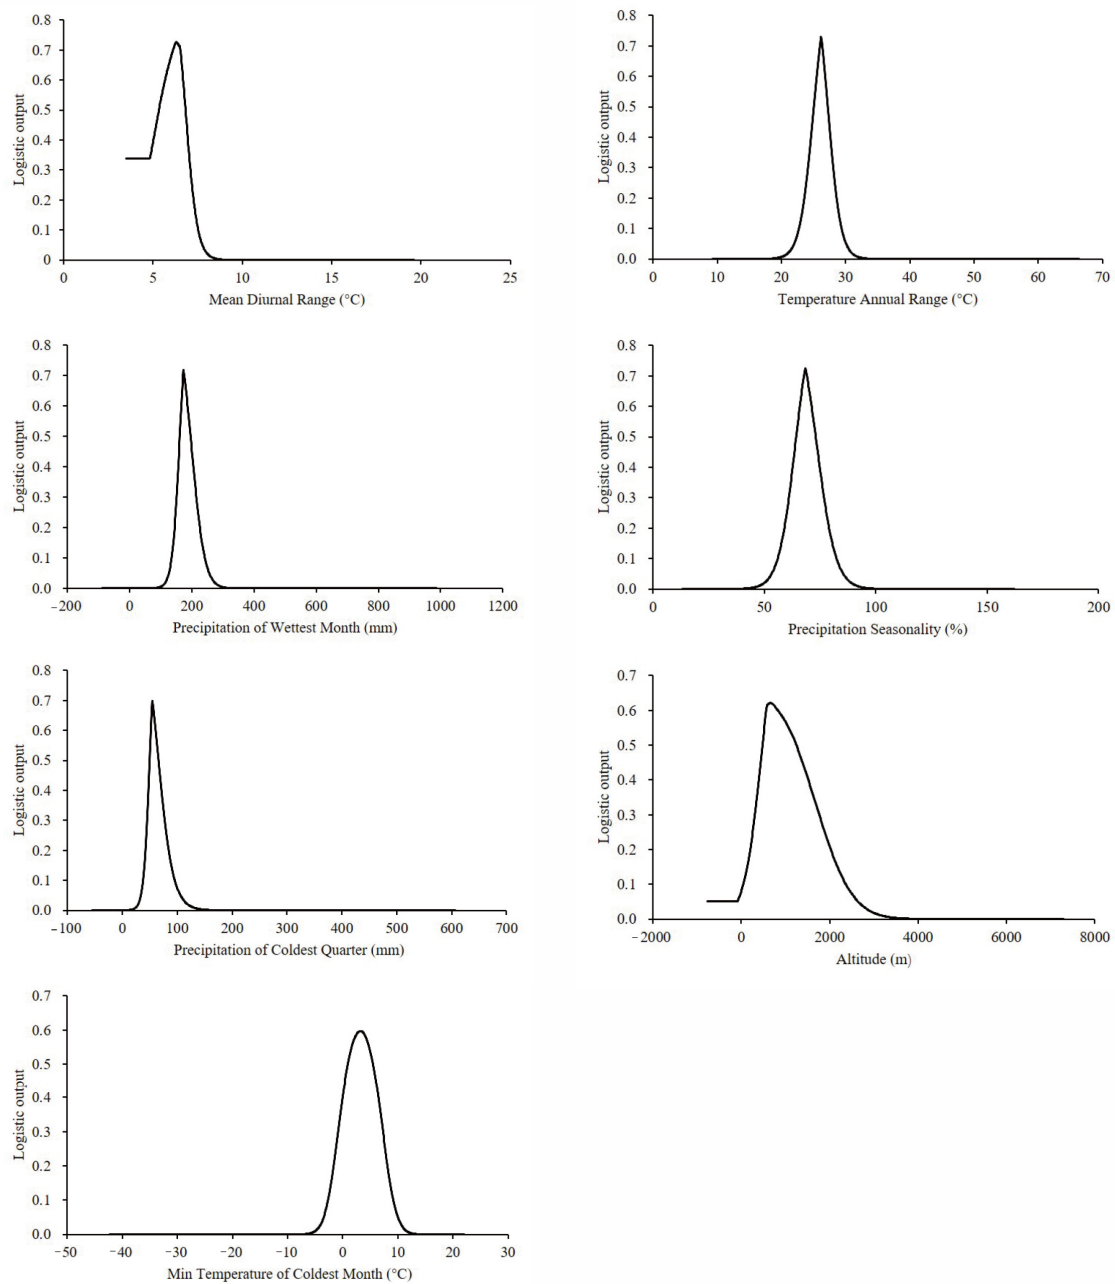 0.8
0.7
0.6
0.5
0.4
0.3
0.2
0.1
0
Logistic output
0 5 10 15 20 25
Mean Diurnal Range (°C)
0.8
0.7
0.6
0.5
0.4
0.3
0.2
0.1
0.0
Logistic output
0 10 20 30 40 50 60 70
Temperature Annual Range (°C)
0.8
0.7
0.6
0.5
0.4
0.3
0.2
0.1
0.0
Logistic output
−200 0 200 400 600 800 1000 1200
Precipitation of Wettest Month (mm)
0.8
0.7
0.6
0.5
0.4
0.3
0.2
0.1
0.0
Logistic output
0 50 100 150 200
Precipitation Seasonality (%)
0.8
0.7
0.6
0.5
0.4
0.3
0.2
0.1
0.0
Logistic output
−100 0 100 200 300 400 500 600 700
Precipitation of Coldest Quarter (mm)
0.7
0.6
0.5
0.4
0.3
0.2
0.1
0.0
Logistic output
−2000 0 2000 4000 6000 8000
Altitude (m)
0.7
0.6
0.5
0.4
0.3
0.2
0.1
0.0
Logistic output
−50 −40 −30 −20 −10 0 10 20 30
Min Temperature of Coldest Month (°C)